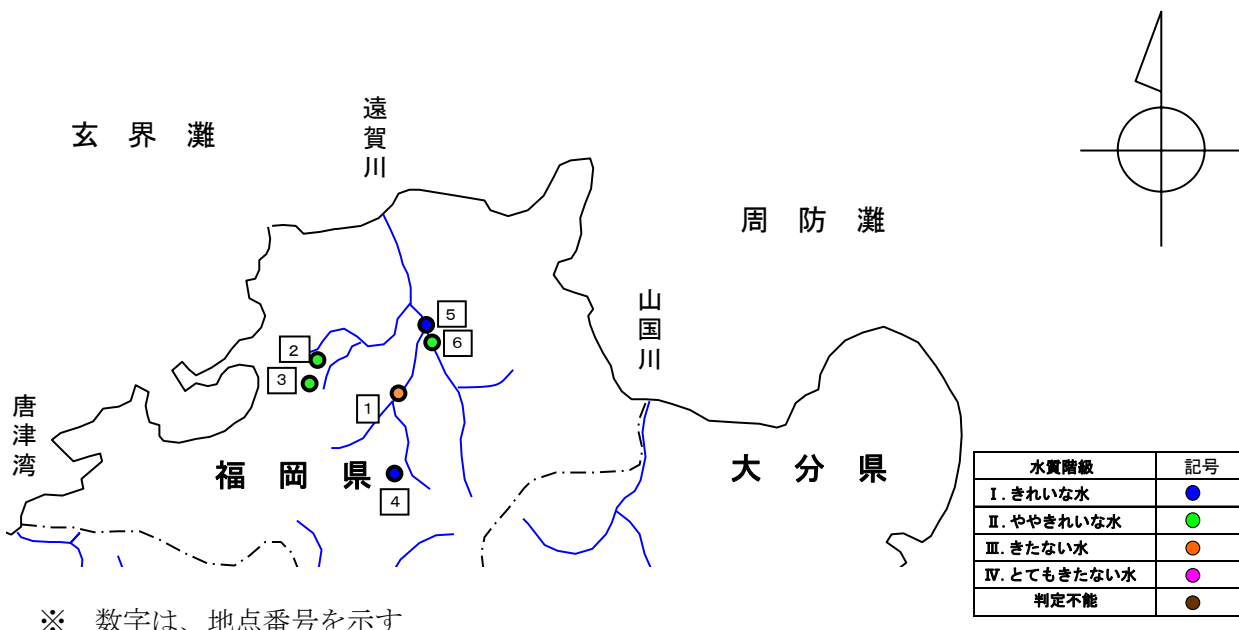 玄界灘
遠賀川
周防灘
山国川
5
6
2
3
1
4
唐津湾
福岡県
大分県
水質階級 記号
Ⅰ.きれいな水
Ⅱ.ややきれいな水
Ⅲ.きたない水
Ⅳ.とてもきたない水
判定不能
※ 数字は、地点番号を示す